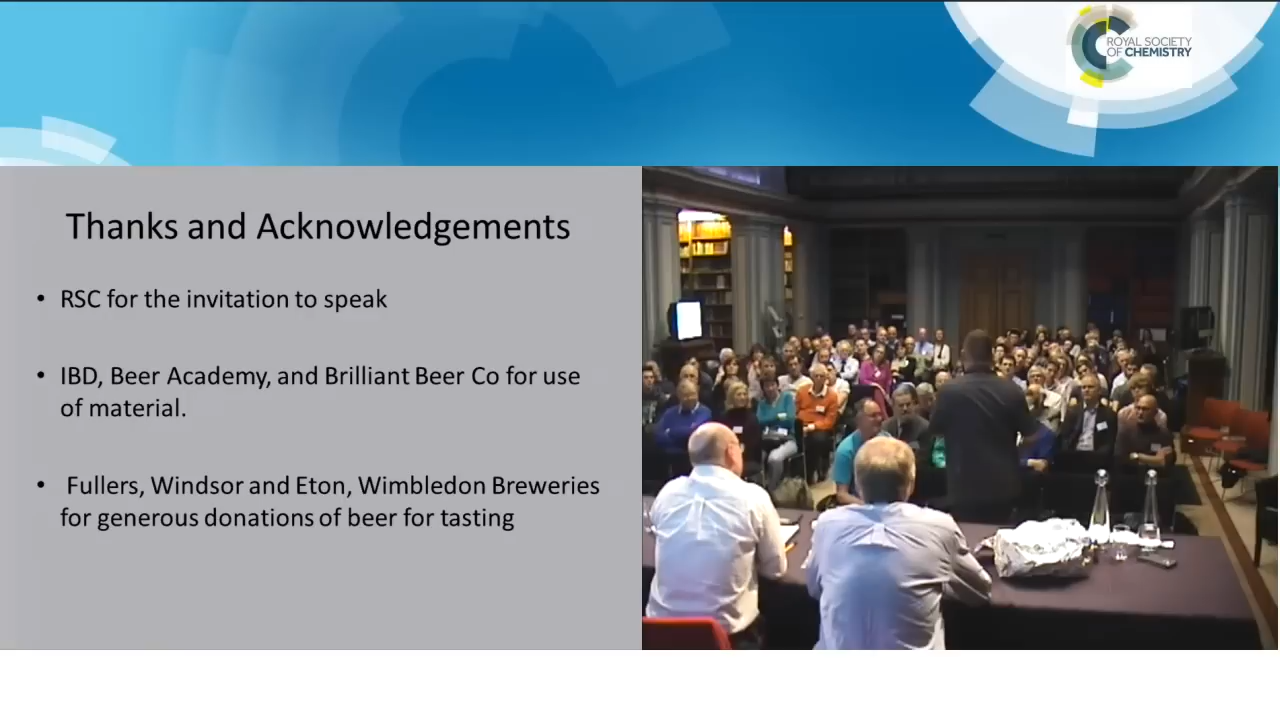 ROYAL SOCIETY
OF CHEMISTRY
Thanks and Acknowledgements
• RSC for the invitation to speak
• IBD, Beer Academy, and Brilliant Beer Co for use
of material.
• Fullers, Windsor and Eton, Wimbledon Breweries
for generous donations of beer for tasting